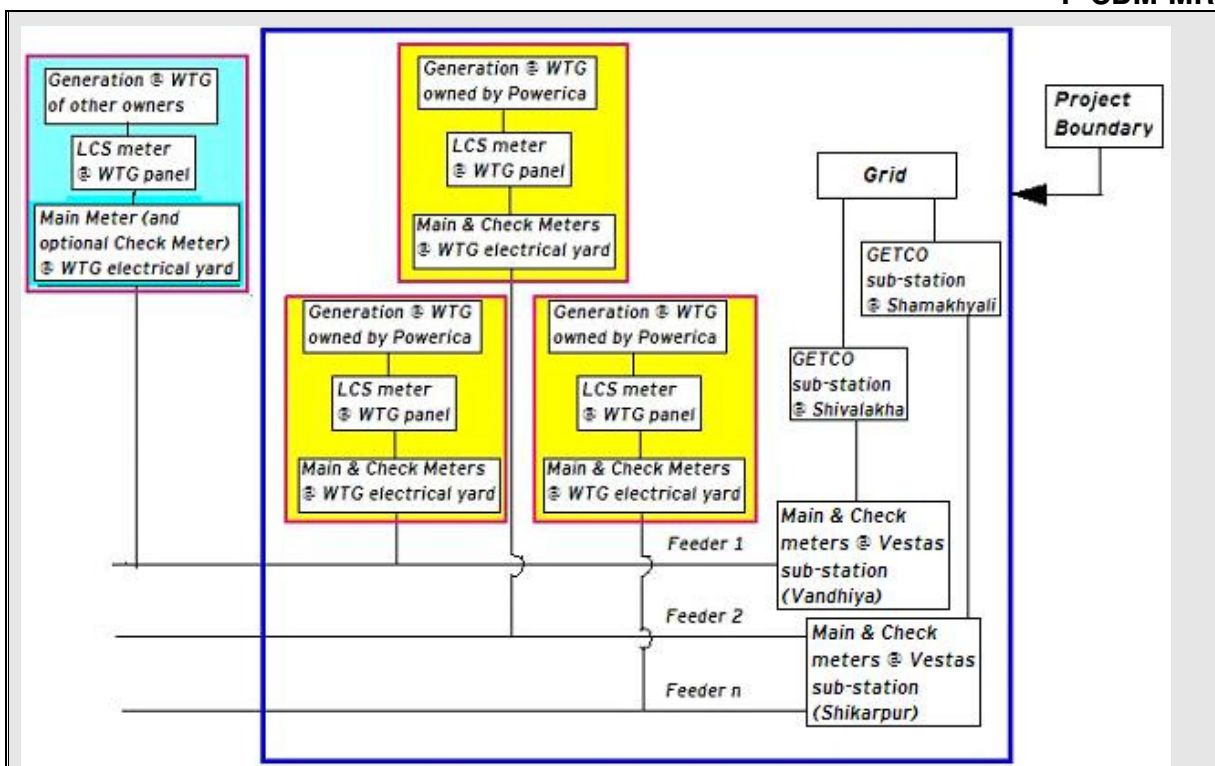 Generation @ WTG
of other owners
LCS meter
@ WTG panel
Main Meter (and
optional Check Meter)
@ WTG electrical yard
Generation @ WTG
owned by Powerica
LCS meter
@ WTG panel
Main & Check Meters
@ WTG electrical yard
Generation @ WTG
owned by Powerica
LCS meter
@ WTG panel
Main & Check Meters
@ WTG electrical yard
Generation @ WTG
owned by Powerica
LCS meter
@ WTG panel
Main & Check Meters
@ WTG electrical yard
Grid
GETCO
sub-station
@ Shamakhyali
GETCO
sub-station
@ Shivalakha
Project
Boundary
Feeder 1
Main & Check
meters @ Vestas
sub-station
(Vandhiya)
Feeder 2
Main & Check
meters @ Vestas
sub-station
(Shikarpur)
Feeder n